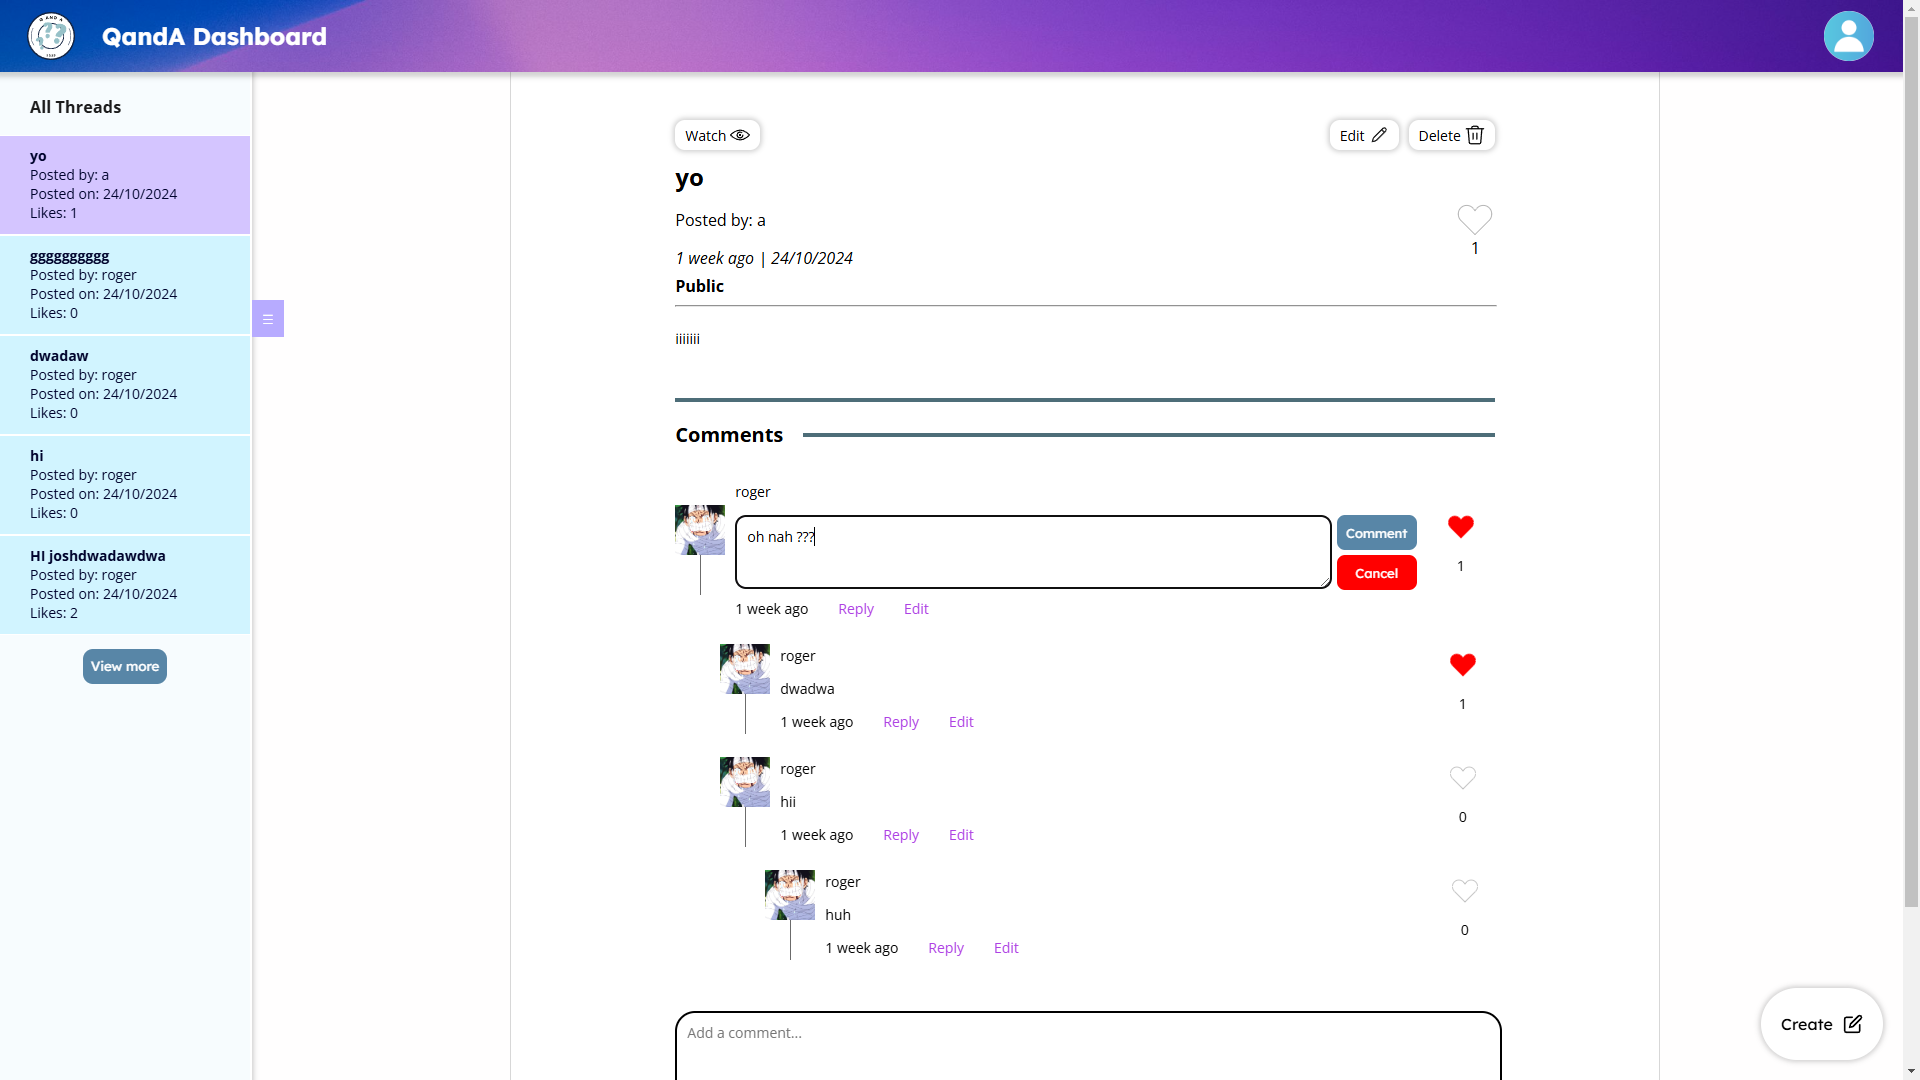 Q AND A
QandA Dashboard
All Threads
yo
Posted by: a
Posted on: 24/10/2024
Likes: 1
gggggggggg
Posted by: roger
Posted on: 24/10/2024
Likes: 0
dwadaw
Posted by: roger
Posted on: 24/10/2024
Likes: 0
hi
Posted by: roger
Posted on: 24/10/2024
Likes: 0
HI joshdwadawdwa
Posted by: roger
Posted on: 24/10/2024
Likes: 2
View more
Watch
Edit
Delete
yo
Posted by: a
1
1 week ago | 24/10/2024
Public
iiiiiii
Comments
roger
oh nah ???
Comment
Cancel
1
1 week ago Reply Edit
roger
dwadwa
1
1 week ago Reply Edit
roger
hii
0
1 week ago Reply Edit
roger
huh
0
1 week ago Reply Edit
Add a comment...
Create